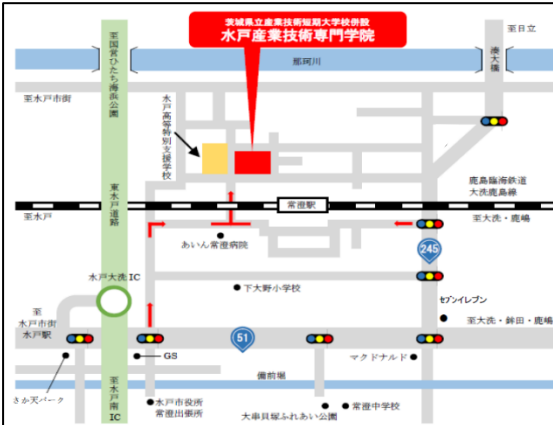 茨城県立産業技術短期大学校併設
水戸産業技術専門学院
至国営ひたち海浜公園
至日立
湊大橋
那珂川
至水戸市街
水戸高等特別支援学校
東水戸道路
鹿島臨海鉄道
大洗鹿島線
常澄駅
至水戸
至大洗・鹿嶋
あいん常澄病院
245
水戸大洗IC
下大野小学校
セブンイレブン
至
水戸市街
水戸駅
至大洗・鉾田・鹿嶋
51
GS
マクドナルド
さか天パーク
備前堀
至水戸南IC
水戸市役所
常澄出張所
大串貝塚ふれあい公園
常澄中学校